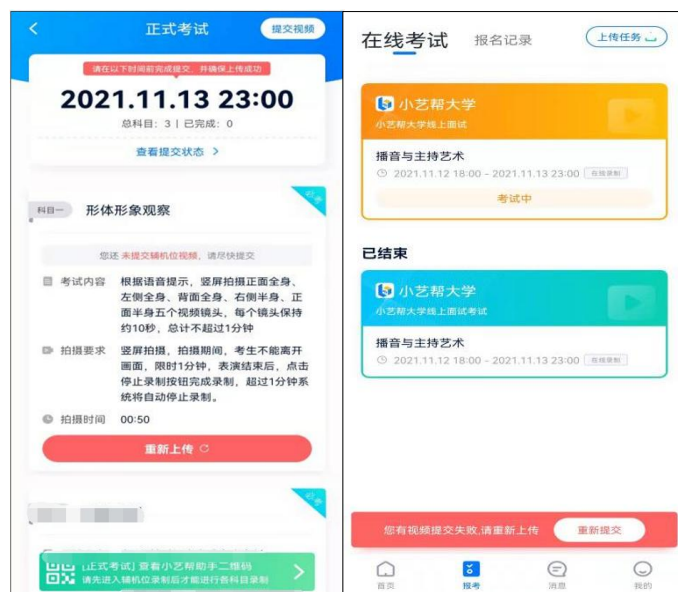 正式考试
提交视频
请在以下时间前完成提交，并确保上传成功
2021.11.13 23:00
总科目：3 | 已完成：0
查看提交状态 >
科目一
形体形象观察
必考
您还 未提交辅机位视频，请尽快提交
考试内容
根据语音提示，竖屏拍摄正面全身、
左侧全身、背面全身、右侧半身、正
面半身五个视频镜头，每个镜头保持
约10秒，总计不超过1分钟
拍摄要求
竖屏拍摄，拍摄期间，考生不能离开
画面，限时1分钟，表演结束后，点击
停止录制按钮完成录制，超过1分钟系
统将自动停止录制。
拍摄时间
00:50
重新上传
必考
[正式考试] 查看小艺帮助手二维码
请先进入辅机位录制后才能进行各科目录制
在线考试
报名记录
上传任务
小艺帮大学
小艺帮大学线上面试
播音与主持艺术
2021.11.12 18:00 - 2021.11.13 23:00
在线录制
考试中
已结束
小艺帮大学
小艺帮大学线上面试考试
播音与主持艺术
2021.11.12 18:00 - 2021.11.13 23:00
在线录制
您有视频提交失败,请重新上传
重新提交
首页
报考
消息
我的